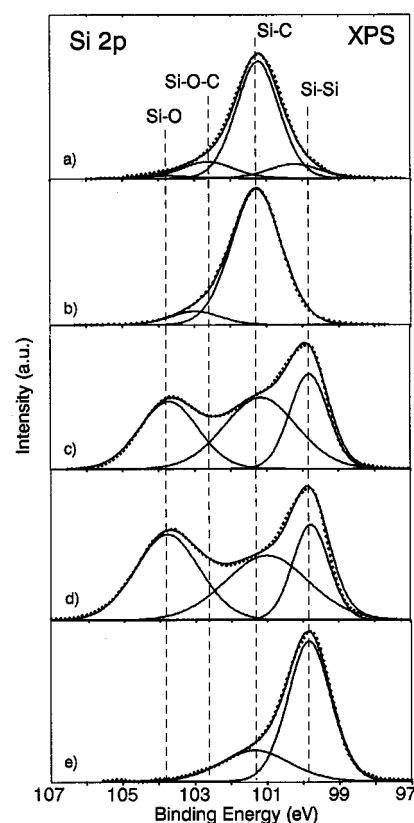 Si 2p
XPS
Si-C
Si-O-C
Si-Si
Si-O
a)
b)
c)
d)
e)
Intensity (a.u.)
107 105 103 101 99 97
Binding Energy (eV)